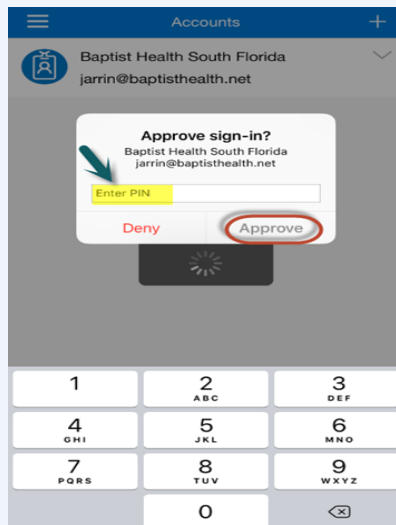 Accounts
Baptist Health South Florida
jarrin@baptisthealth.net
Approve sign-in?
Baptist Health South Florida
jarrin@baptisthealth.net
Enter PIN
Deny Approve
1 2 3
ABC DEF
4 5 6
GHI JKL MNO
7 8 9
PQRS TUV WXYZ
0